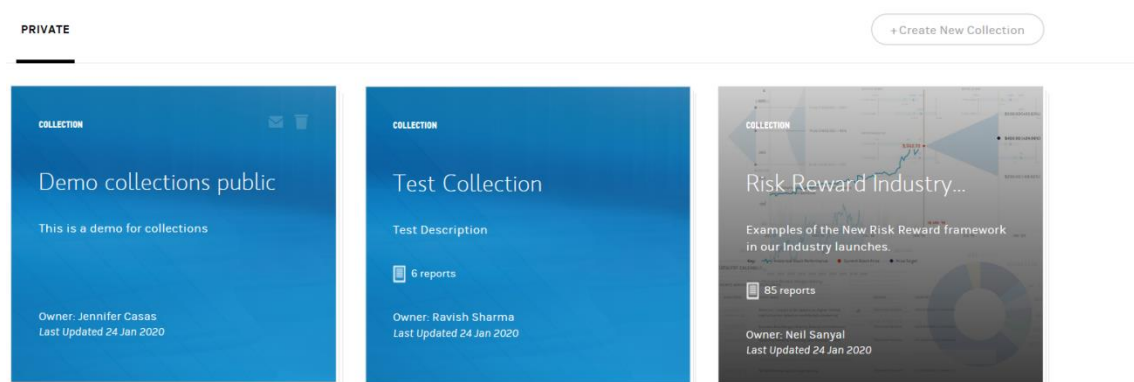 PRIVATE
+ Create New Collection
COLLECTION
Demo collections public
This is a demo for collections
Owner: Jennifer Casas
Last Updated 24 Jan 2020
COLLECTION
Test Collection
Test Description
6 reports
Owner: Ravish Sharma
Last Updated 24 Jan 2020
COLLECTION
Risk Reward Industry...
Examples of the New Risk Reward framework
in our Industry launches.
85 reports
Owner: Neil Sanyal
Last Updated 24 Jan 2020